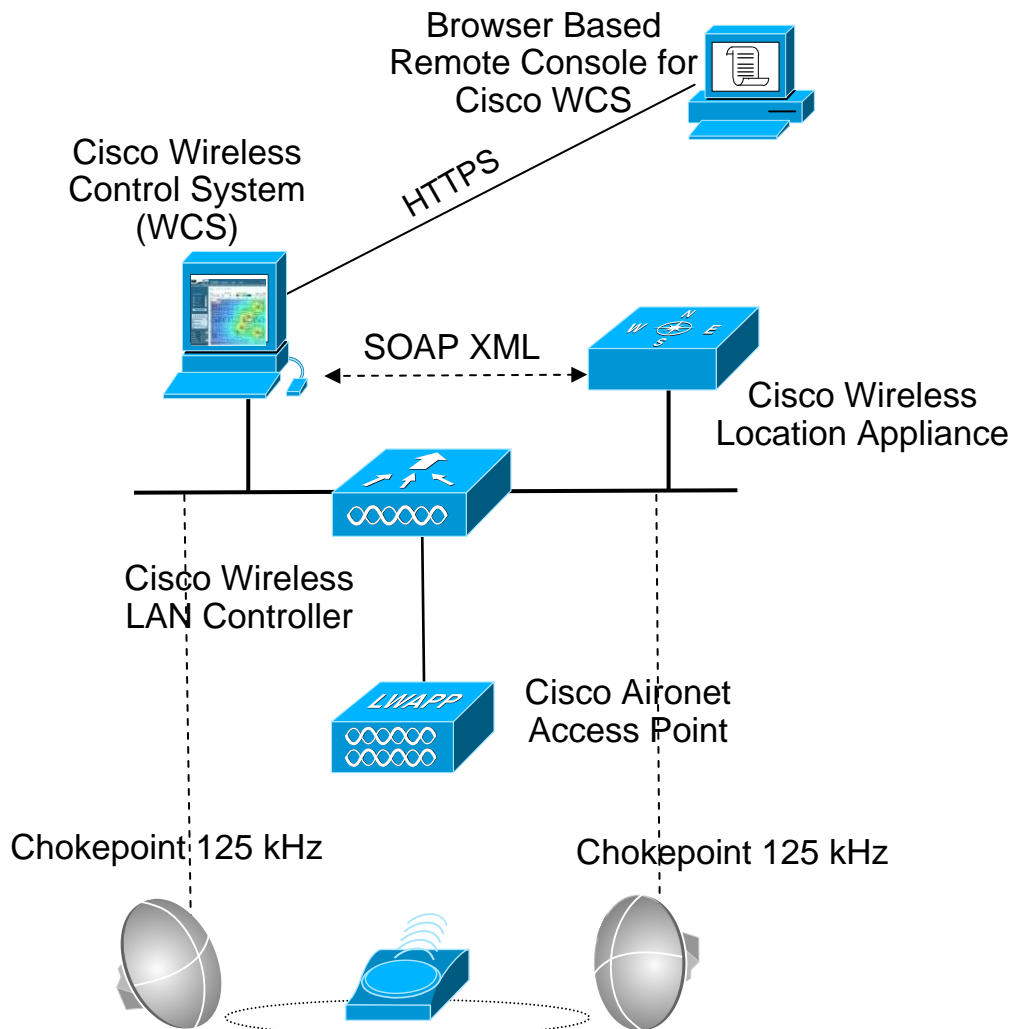 Browser Based
Remote Console for
Cisco WCS
Cisco Wireless
Control System
(WCS)
HTTPS
N
W
E
S
SOAP XML
Cisco Wireless
Location Appliance
Cisco Wireless
LAN Controller
LWAPP
Cisco Aironet
Access Point
Chokepoint 125 kHz
Chokepoint 125 kHz